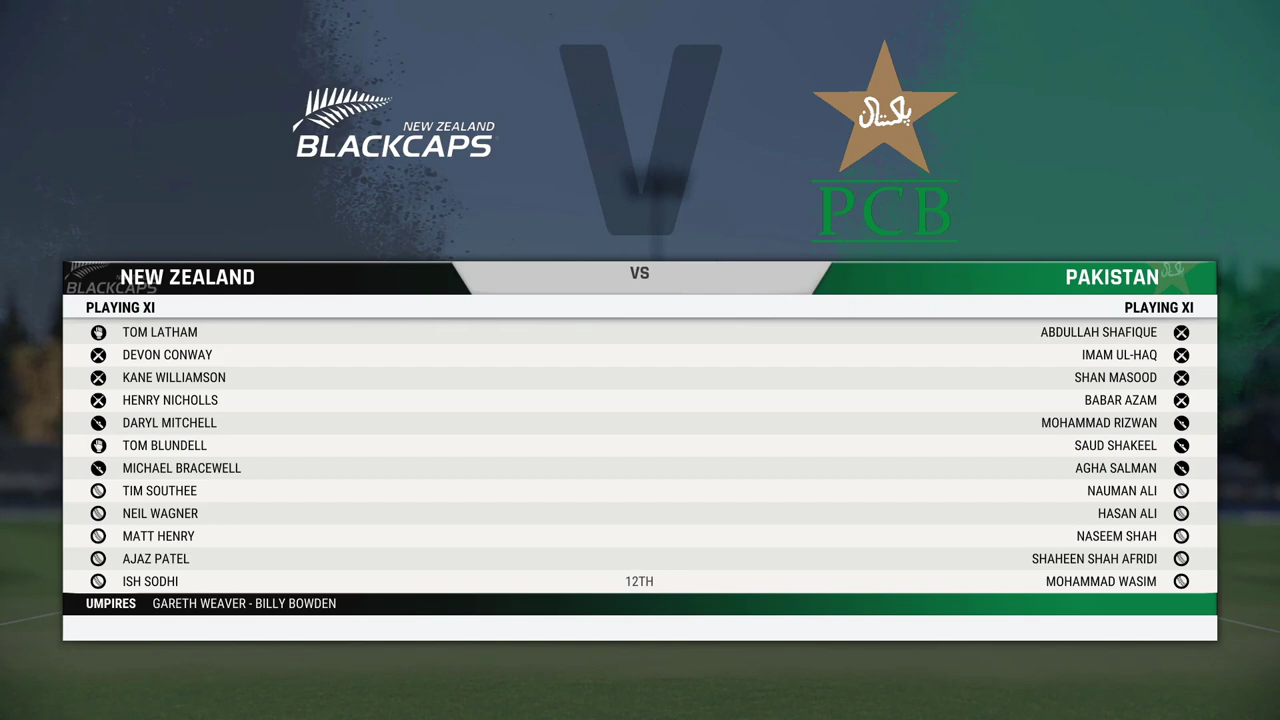 V
NEW ZEALAND
BLACKCAPS
پاکستان
PCB
BLACKCAPS
NEW ZEALAND VS PAKISTAN
PLAYING XI PLAYING XI
TOM LATHAM ABDULLAH SHAFIQUE
DEVON CONWAY IMAM UL-HAQ
KANE WILLIAMSON SHAN MASOOD
HENRY NICHOLLS BABAR AZAM
DARYL MITCHELL MOHAMMAD RIZWAN
TOM BLUNDELL SAUD SHAKEEL
MICHAEL BRACEWELL AGHA SALMAN
TIM SOUTHEE NAUMAN ALI
NEIL WAGNER HASAN ALI
MATT HENRY NASEEM SHAH
AJAZ PATEL SHAHEEN SHAH AFRIDI
ISH SODHI 12TH MOHAMMAD WASIM
UMPIRES GARETH WEAVER - BILLY BOWDEN